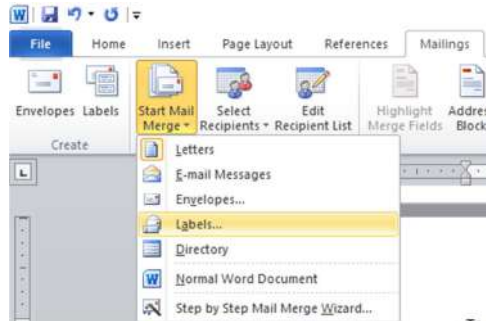 File Home Insert Page Layout References Mailings
Envelopes Labels Start Mail Merge Select Recipients Edit Recipient List Highlight Merge Fields Addres Block
Create
Letters
E-mail Messages
Envelopes...
Labels...
Directory
Normal Word Document
Step by Step Mail Merge Wizard...